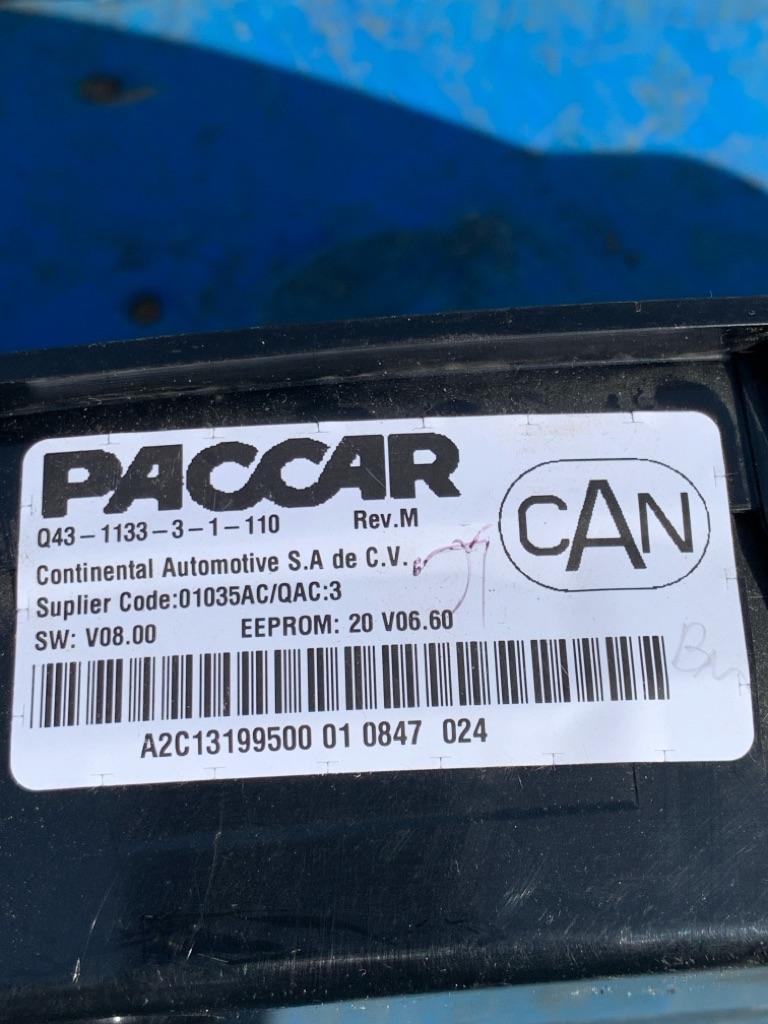 PACCAR
Q43-1133-3-1-110 Rev.M
CAN
Continental Automotive S.A de C.V.
Suplier Code:01035AC/QAC:3
SW: V08.00 EEPROM: 20 V06.60
A2C13199500 01 0847 024